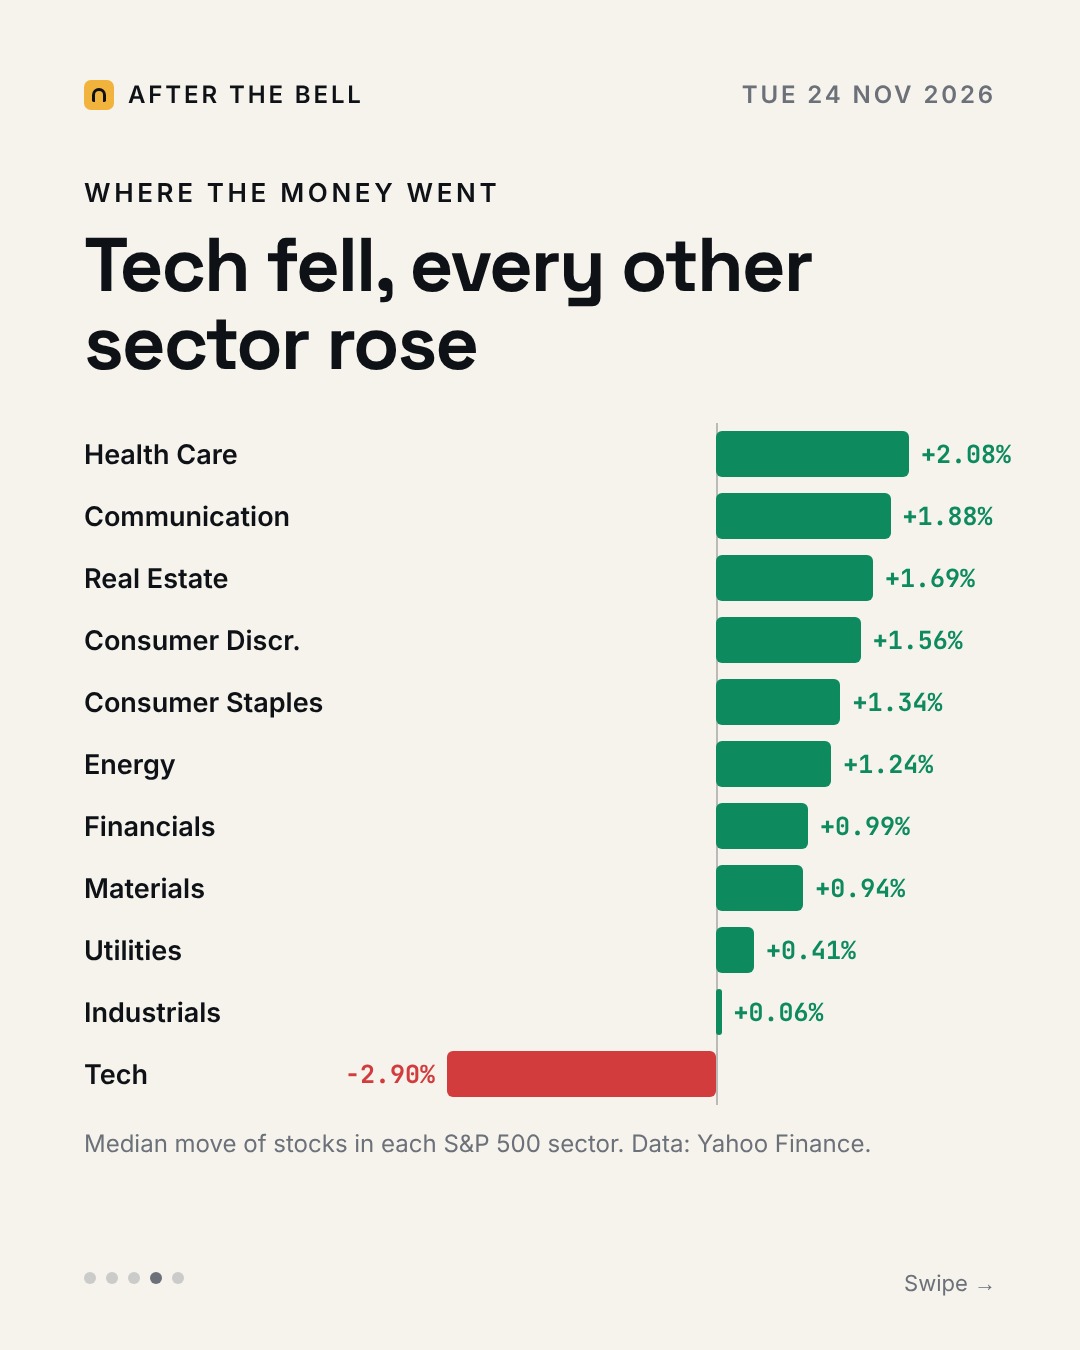 AFTER THE BELL
TUE 24 NOV 2026
WHERE THE MONEY WENT
Tech fell, every other
sector rose
Health Care +2.08%
Communication +1.88%
Real Estate +1.69%
Consumer Discr. +1.56%
Consumer Staples +1.34%
Energy +1.24%
Financials +0.99%
Materials +0.94%
Utilities +0.41%
Industrials +0.06%
Tech -2.90%
Median move of stocks in each S&P 500 sector. Data: Yahoo Finance.
Swipe →